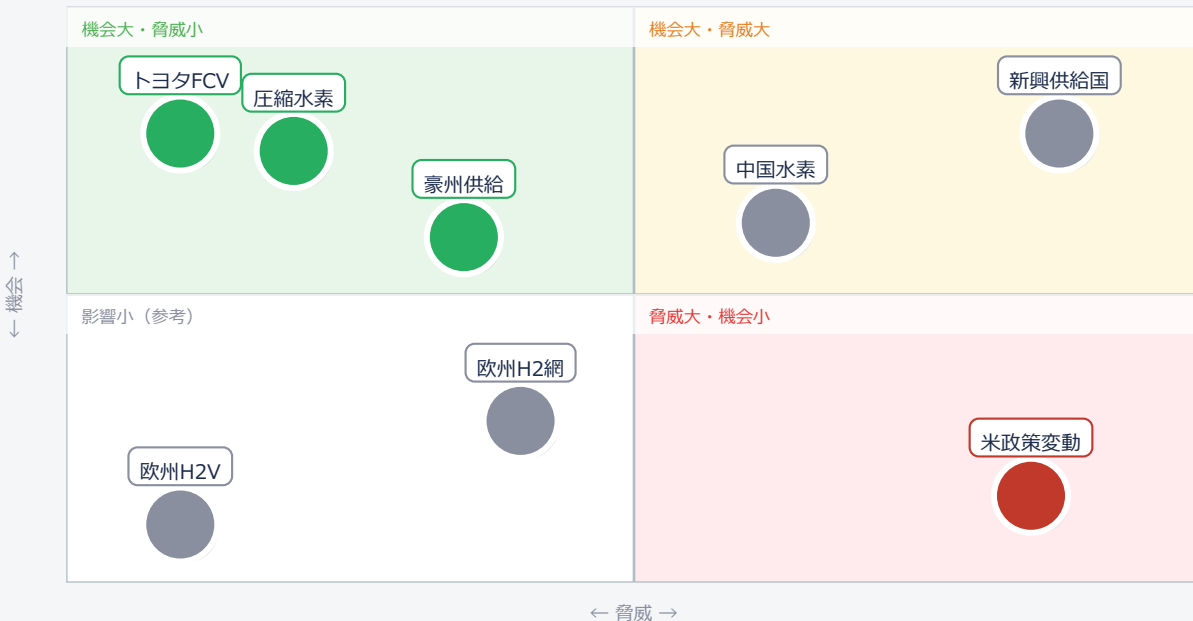 機会大・脅威小
機会大・脅威大
トヨタFCV
圧縮水素
豪州供給
新興供給国
中国水素
← 機会 →
影響小（参考）
脅威大・機会小
欧州H2網
欧州H2V
米政策変動
← 脅威 →